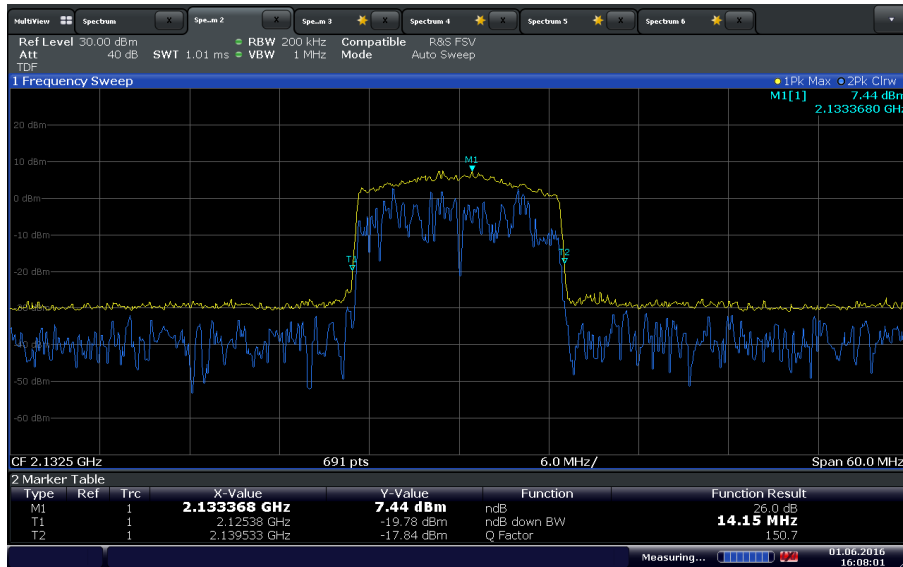 MultiView Spectrum X Spe...m 2 X Spe...m 3 X Spectrum 4 X Spectrum 5 X Spectrum 6 X
Ref Level 30.00 dBm RBW 200 kHz Compatible R&S FSV
Att 40 dB SWT 1.01 ms VBW 1 MHz Mode Auto Sweep
TDF
1 Frequency Sweep 1Pk Max 2Pk Clrw
M1[1] 7.44 dBm
2.1333680 GHz
20 dBm
10 dBm
M1
0 dBm
-10 dBm
T1 T2
-20 dBm
-30 dBm
-40 dBm
-50 dBm
-60 dBm
CF 2.1325 GHz 691 pts 6.0 MHz/ Span 60.0 MHz
2 Marker Table
Type Ref Trc X-Value Y-Value Function Function Result
M1 1 2.133368 GHz 7.44 dBm ndB 26.0 dB
T1 1 2.12538 GHz -19.78 dBm ndB down BW 14.15 MHz
T2 1 2.139533 GHz -17.84 dBm Q Factor 150.7
Measuring... 01.06.2016
16:08:01